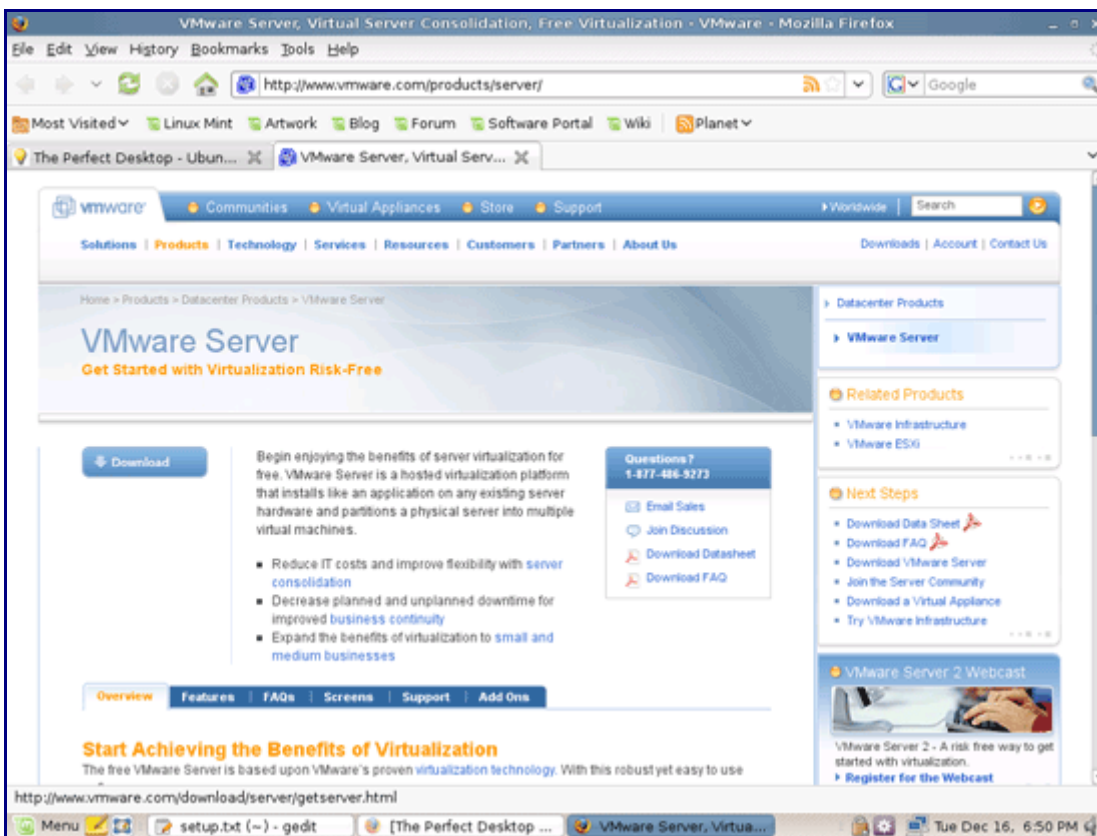 VMware Server, Virtual Server Consolidation, Free Virtualization - VMware - Mozilla Firefox
File Edit View History Bookmarks Tools Help
http://www.vmware.com/products/server/ Google
Most Visited Linux Mint Artwork Blog Forum Software Portal Wiki Planet
The Perfect Desktop - Ubun... VMware Server, Virtual Serv...
vmware Communities Virtual Appliances Store Support Worldwide | Search
Solutions | Products | Technology | Services | Resources | Customers | Partners | About Us Downloads | Account | Contact Us
Home > Products > Datacenter Products > VMware Server
VMware Server
Get Started with Virtualization Risk-Free
Datacenter Products
VMware Server
Related Products
VMware Infrastructure
VMware ESXi
Download
Begin enjoying the benefits of server virtualization for
free. VMware Server is a hosted virtualization platform
that installs like an application on any existing server
hardware and partitions a physical server into multiple
virtual machines.
Reduce IT costs and improve flexibility with server
consolidation
Decrease planned and unplanned downtime for
improved business continuity
Expand the benefits of virtualization to small and
medium businesses
Questions?
1-877-486-9273
Email Sales
Join Discussion
Download Datasheet
Download FAQ
Next Steps
Download Data Sheet
Download FAQ
Download VMware Server
Join the Server Community
Download a Virtual Appliance
Try VMware Infrastructure
Overview Features | FAQs | Screens | Support | Add Ons
Start Achieving the Benefits of Virtualization
The free VMware Server is based upon VMware's proven virtualization technology. With this robust yet easy to use
VMware Server 2 Webcast
VMware Server 2 - A risk free way to get
started with virtualization.
Register for the Webcast
http://www.vmware.com/download/server/getserver.html
Menu setup.txt (~) - gedit [The Perfect Desktop ... VMware Server, Virtua... Tue Dec 16, 6:50 PM